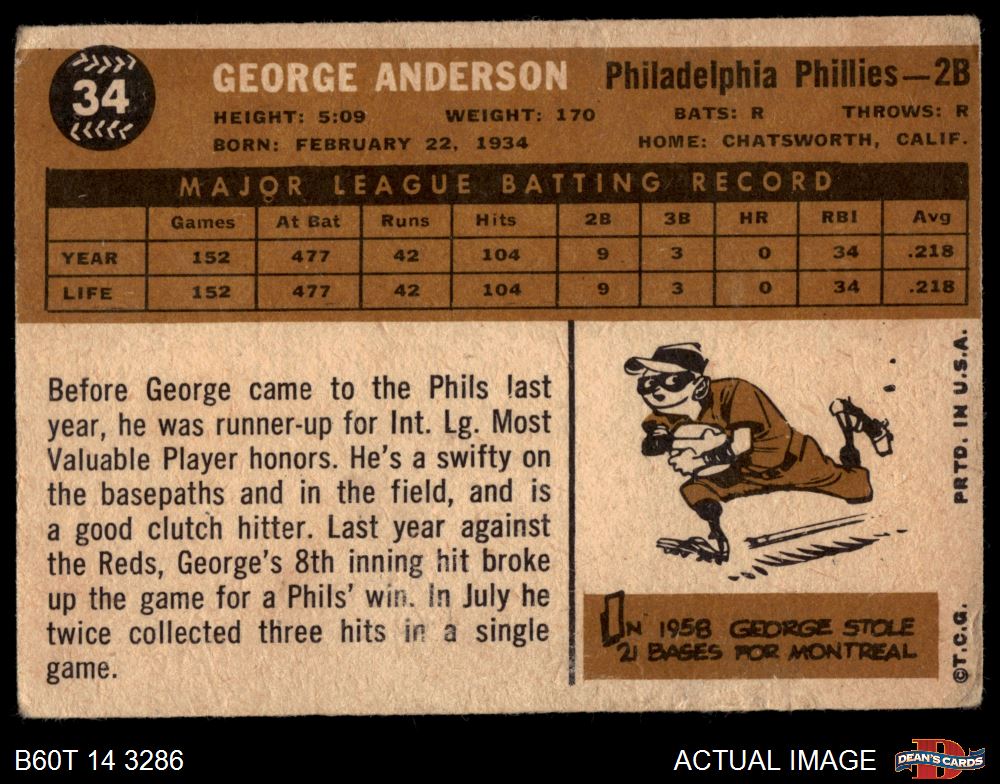 34
GEORGE ANDERSON Philadelphia Phillies—2B
HEIGHT: 5:09 WEIGHT: 170 BATS: R THROWS: R
BORN: FEBRUARY 22, 1934 HOME: CHATSWORTH, CALIF.
MAJOR LEAGUE BATTING RECORD
Games At Bat Runs Hits 2B 3B HR RBI Avg
YEAR 152 477 42 104 9 3 0 34 .218
LIFE 152 477 42 104 9 3 0 34 .218
Before George came to the Phils last
year, he was runner-up for Int. Lg. Most
Valuable Player honors. He's a swifty on
the basepaths and in the field, and is
a good clutch hitter. Last year against
the Reds, George's 8th inning hit broke
up the game for a Phils' win. In July he
twice collected three hits in a single
game.
IN 1958 GEORGE STOLE
21 BASES FOR MONTREAL
©T.C.G. PRTD. IN U.S.A.
B60T 14 3286 ACTUAL IMAGE
D
DEAN'S CARDS